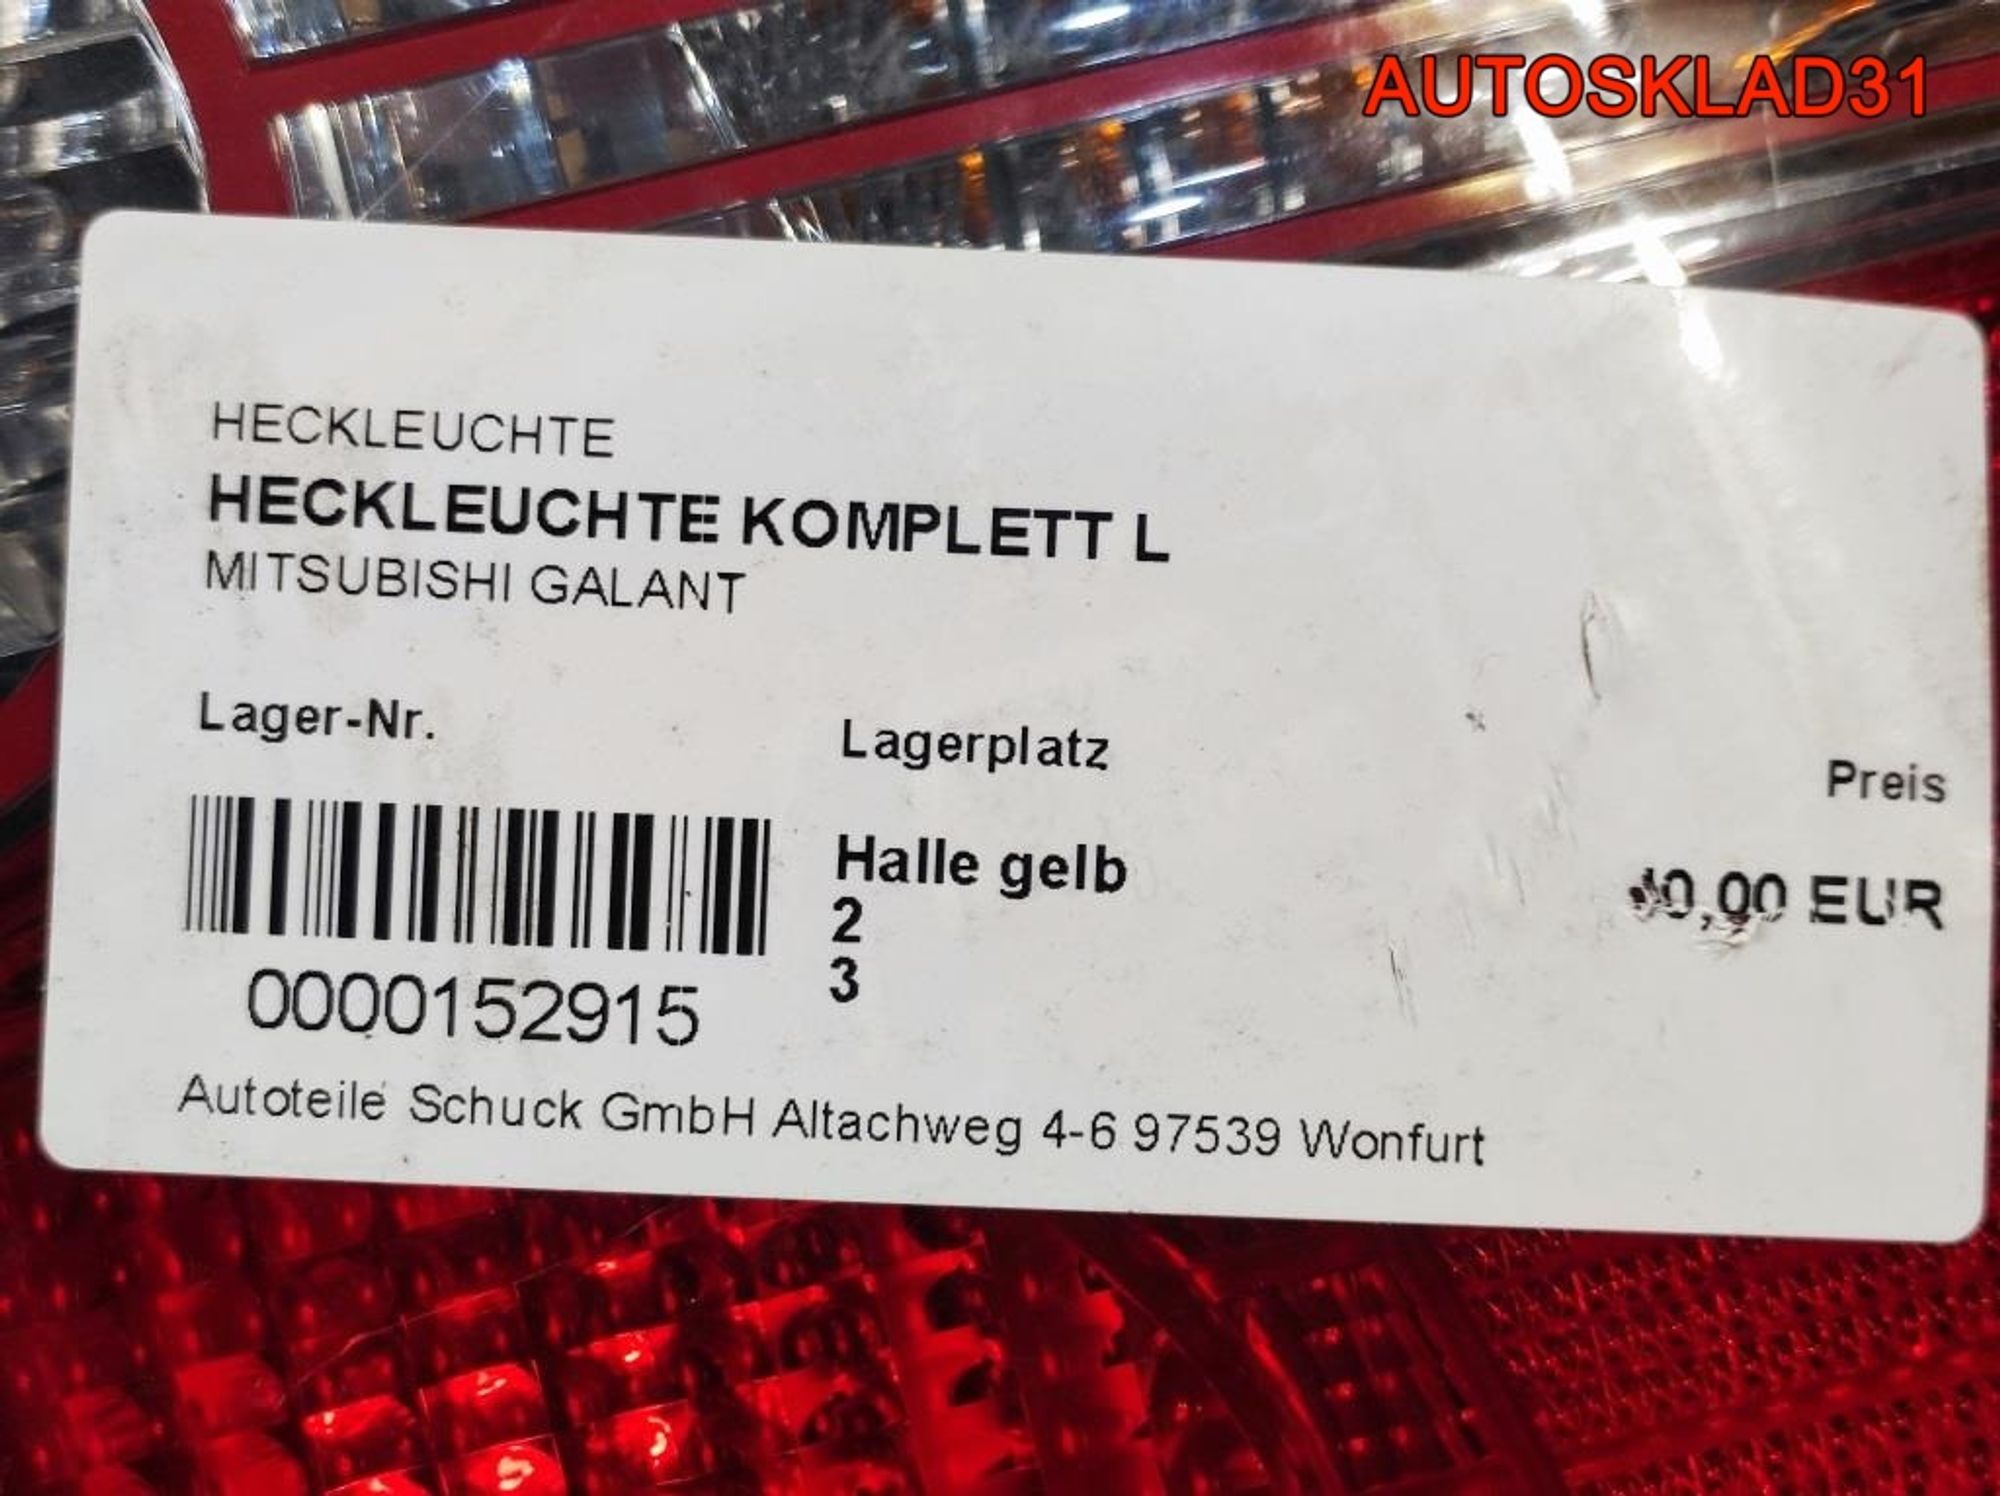 AUTOSKLAD31
HECKLEUCHTE
HECKLEUCHTE KOMPLETT L
MITSUBISHI GALANT
Lager-Nr.
Lagerplatz
Preis
Halle gelb
2
3
EUR
0000152915
Autoteile Schuck GmbH Altachweg 4-6 97539 Wonfurt